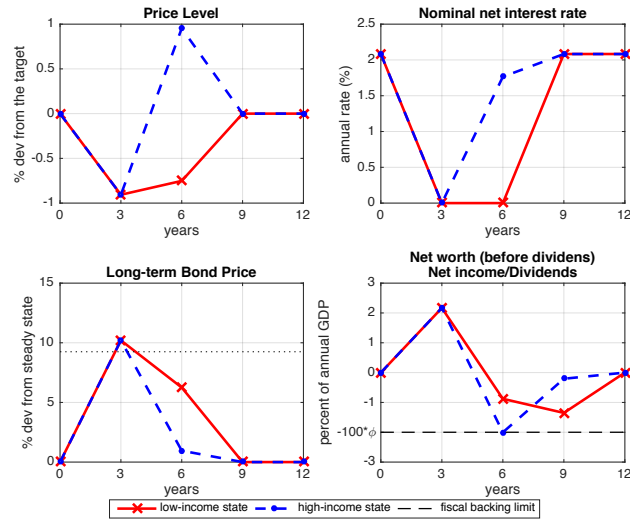 Price Level
% dev from the target
1
0.5
0
-0.5
-1
0 3 6 9 12
years
Nominal net interest rate
annual rate (%)
2.5
2
1.5
1
0.5
0
0 3 6 9 12
years
Long-term Bond Price
% dev from steady state
15
10
5
0
0 3 6 9 12
years
Net worth (before dividens)
Net income/Dividends
percent of annual GDP
3
2
1
0
-1
-100*ϕ
-3
0 3 6 9 12
years
low-income state high-income state fiscal backing limit